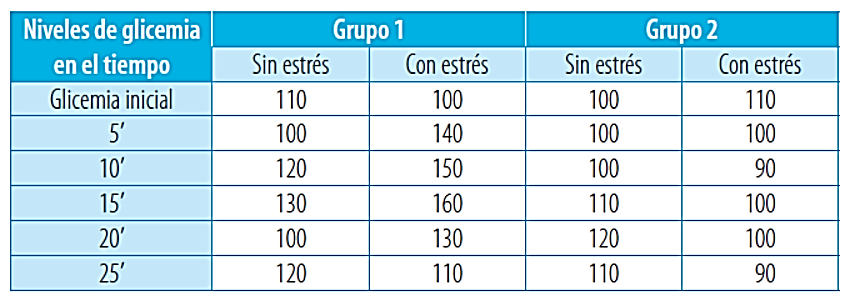 Niveles de glicemia en el tiempo Grupo 1 Grupo 2
Sin estrés Con estrés Sin estrés Con estrés
Glicemia inicial 110 100 100 110
5’ 100 140 100 100
10’ 120 150 100 90
15’ 130 160 110 100
20’ 100 130 120 100
25’ 120 110 110 90